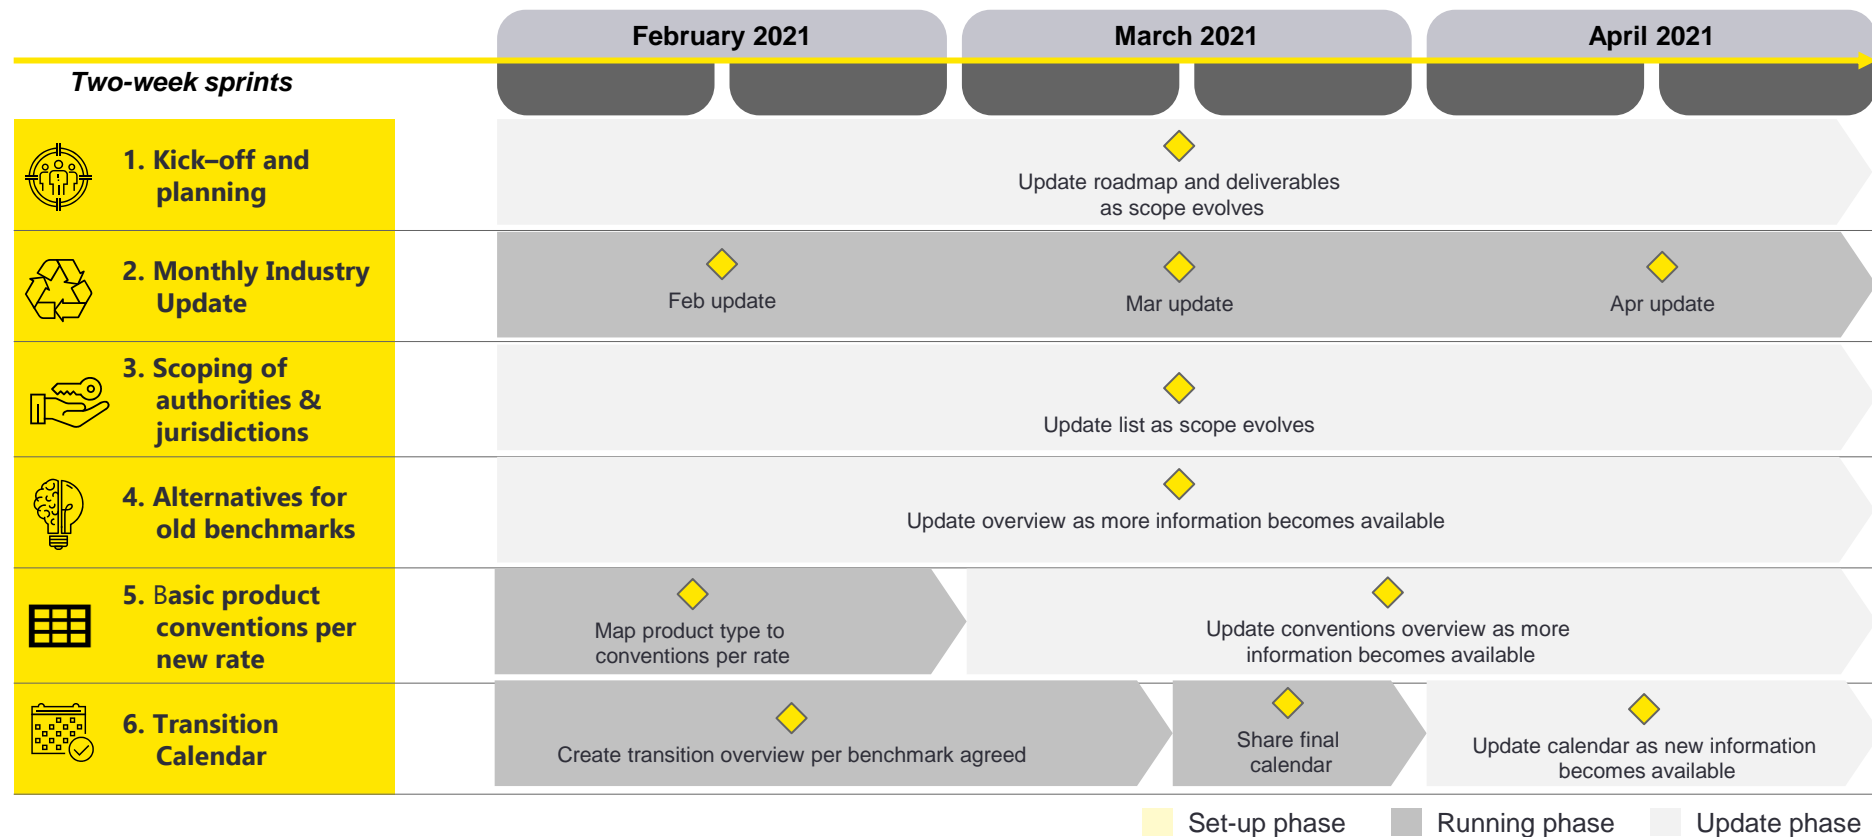 February 2021
March 2021
April 2021
Two-week sprints
1. Kick–off and
planning
Update roadmap and deliverables
as scope evolves
2. Monthly Industry
Update
Feb update
Mar update
Apr update
3. Scoping of
authorities &
jurisdictions
Update list as scope evolves
4. Alternatives for
old benchmarks
Update overview as more information becomes available
5. Basic product
conventions per
new rate
Map product type to
conventions per rate
Update conventions overview as more
information becomes available
6. Transition
Calendar
Create transition overview per benchmark agreed
Share final
calendar
Update calendar as new information
becomes available
Set-up phase
Running phase
Update phase